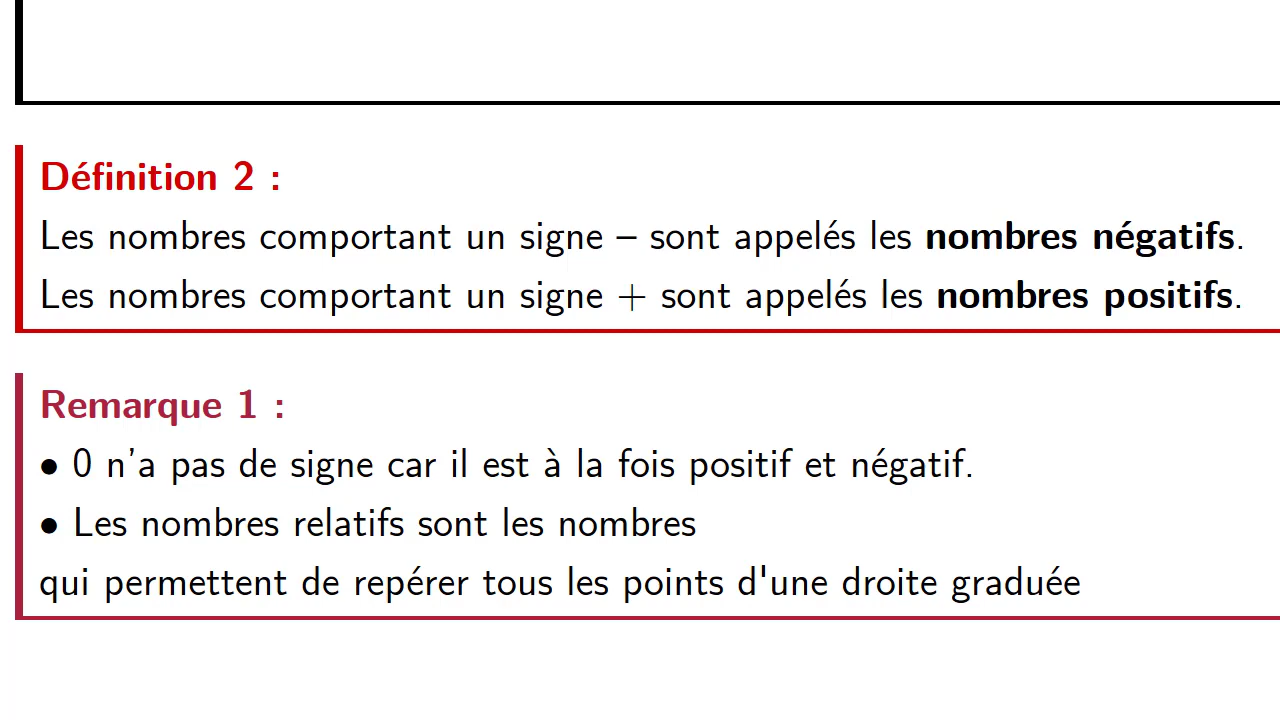 Définition 2 :
Les nombres comportant un signe – sont appelés les nombres négatifs.
Les nombres comportant un signe + sont appelés les nombres positifs.
Remarque 1 :
• 0 n'a pas de signe car il est à la fois positif et négatif.
• Les nombres relatifs sont les nombres
qui permettent de repérer tous les points d'une droite graduée